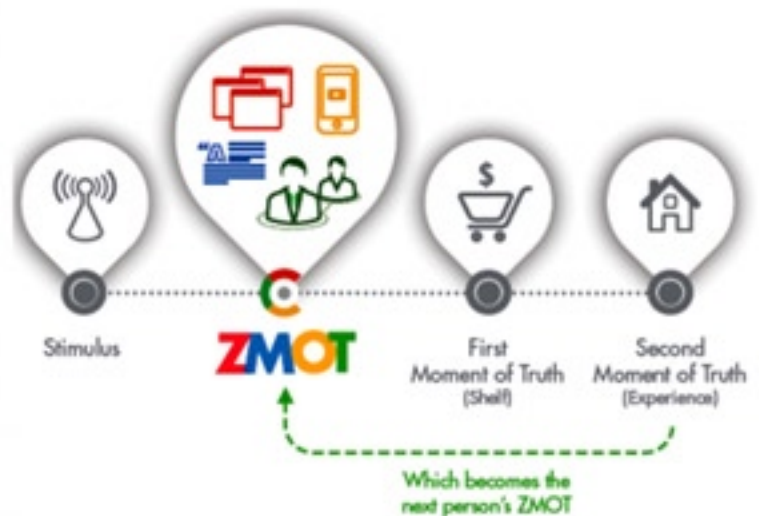 $
Stimulus
ZMOT
First
Moment of Truth
(Shelf)
Second
Moment of Truth
(Experience)
Which becomes the
next person's ZMOT